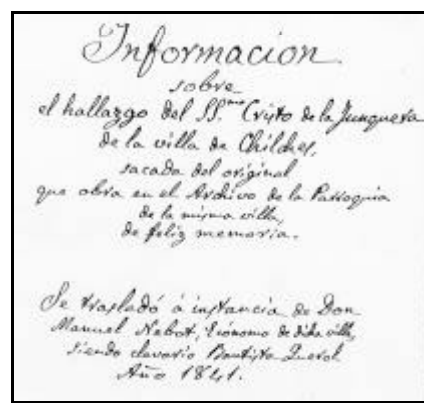 Informacion
sobre
el hallazgo del SS.mo Cristo de la Junquera
de la villa de Chilches,
sacada del original
que obra en el Archivo de la Parroquia
de la misma villa,
de feliz memoria.
Se trasladó á instancia de Don
Manuel Nebot, Ecónomo de dicha villa,
siendo clavario Bautista Querol
Año 1841.